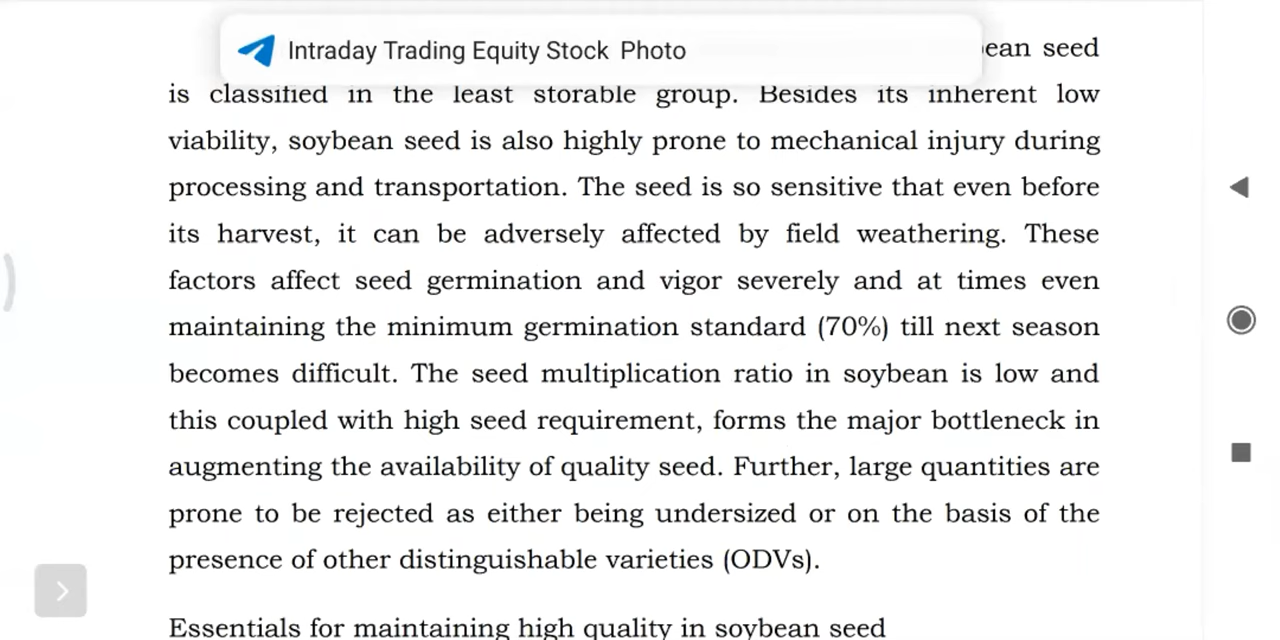 Intraday Trading Equity Stock Photo
ean seed
is classified in the least storable group. Besides its inherent low
viability, soybean seed is also highly prone to mechanical injury during
processing and transportation. The seed is so sensitive that even before
its harvest, it can be adversely affected by field weathering. These
factors affect seed germination and vigor severely and at times even
maintaining the minimum germination standard (70%) till next season
becomes difficult. The seed multiplication ratio in soybean is low and
this coupled with high seed requirement, forms the major bottleneck in
augmenting the availability of quality seed. Further, large quantities are
prone to be rejected as either being undersized or on the basis of the
presence of other distinguishable varieties (ODVs).
Essentials for maintaining high quality in soybean seed